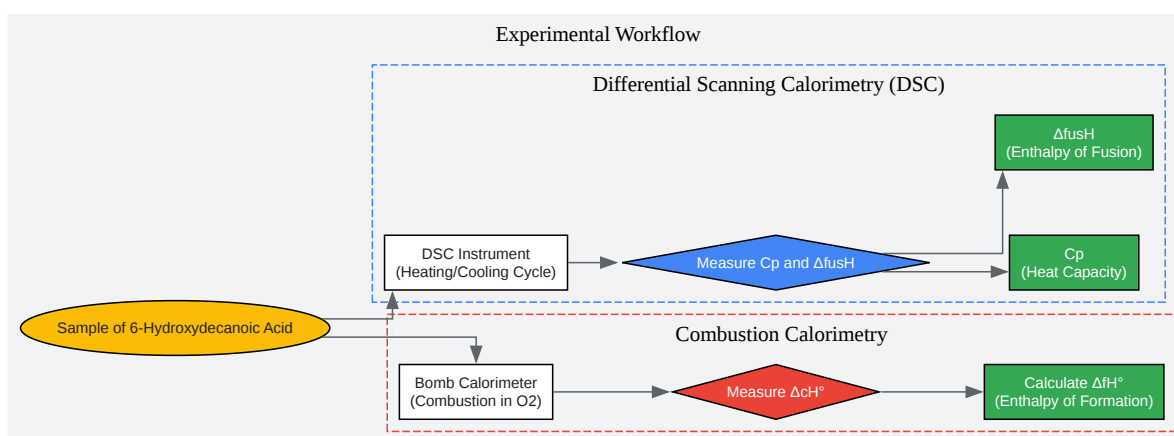 Experimental Workflow
Differential Scanning Calorimetry (DSC)
ΔfusH
(Enthalpy of Fusion)
DSC Instrument
(Heating/Cooling Cycle)
Measure Cp and ΔfusH
Cp
(Heat Capacity)
Sample of 6-Hydroxydecanoic Acid
Combustion Calorimetry
Bomb Calorimeter
(Combustion in O2)
Measure ΔcH°
Calculate ΔfH°
(Enthalpy of Formation)